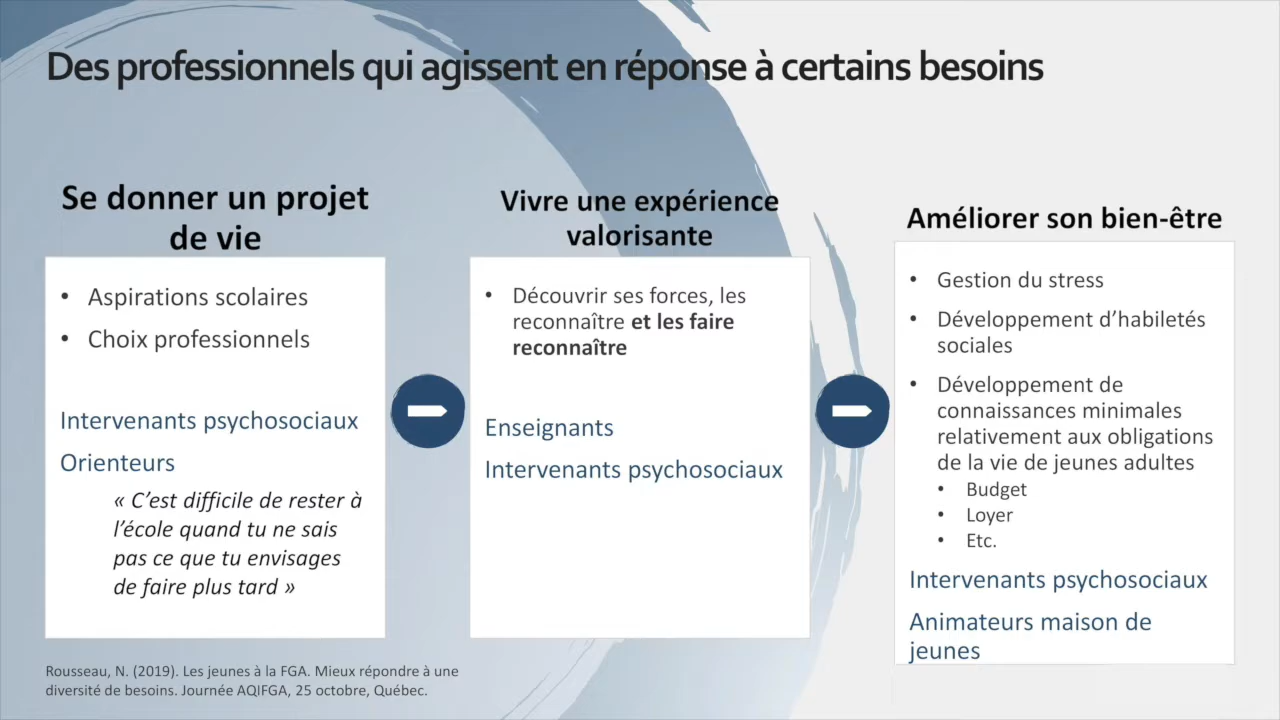 Des professionnels qui agissent en réponse à certains besoins
Se donner un projet
de vie
• Aspirations scolaires
• Choix professionnels
Intervenants psychosociaux
Orienteurs
« C’est difficile de rester à
l’école quand tu ne sais
pas ce que tu envisages
de faire plus tard »
Vivre une expérience
valorisante
• Découvrir ses forces, les
reconnaître et les faire
reconnaître
Enseignants
Intervenants psychosociaux
Améliorer son bien-être
• Gestion du stress
• Développement d’habiletés
sociales
• Développement de
connaissances minimales
relativement aux obligations
de la vie de jeunes adultes
• Budget
• Loyer
• Etc.
Intervenants psychosociaux
Animateurs maison de
jeunes
Rousseau, N. (2019). Les jeunes à la FGA. Mieux répondre à une
diversité de besoins. Journée AQIFGA, 25 octobre, Québec.